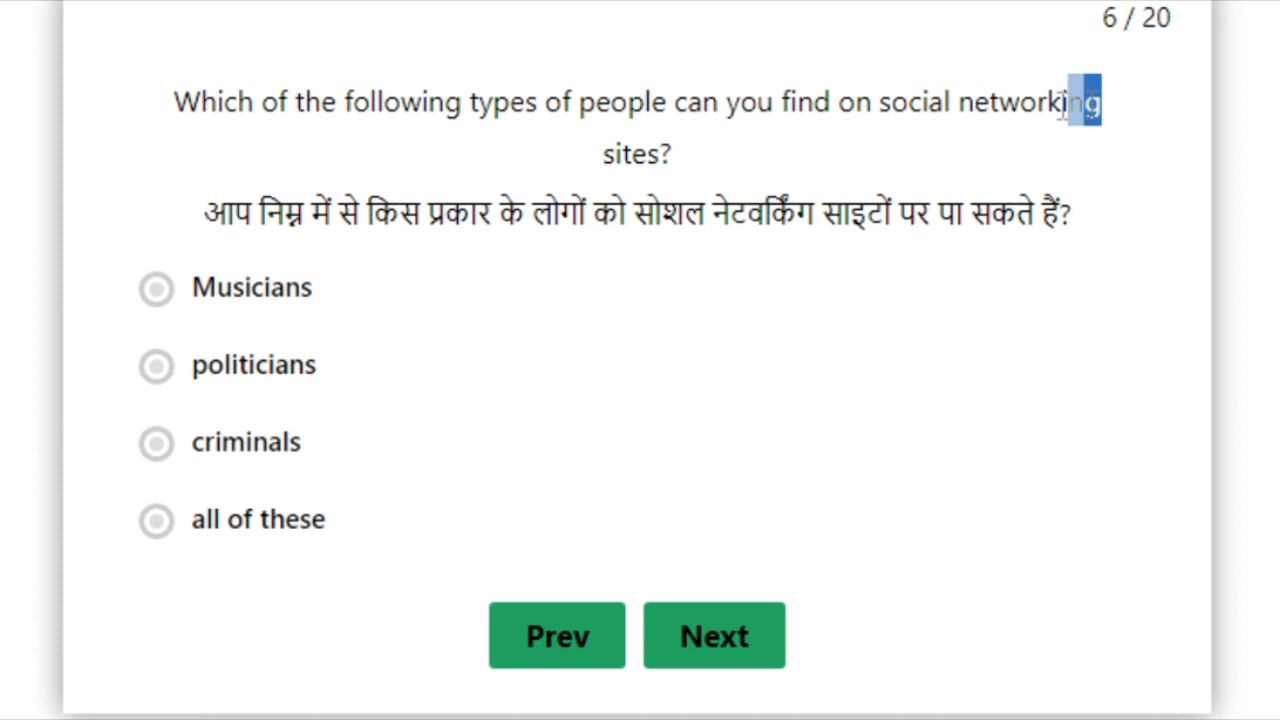 6 / 20
Which of the following types of people can you find on social networking
sites?
आप निम्न में से किस प्रकार के लोगों को सोशल नेटवर्किंग साइटों पर पा सकते हैं?
Musicians
politicians
criminals
all of these
Prev Next